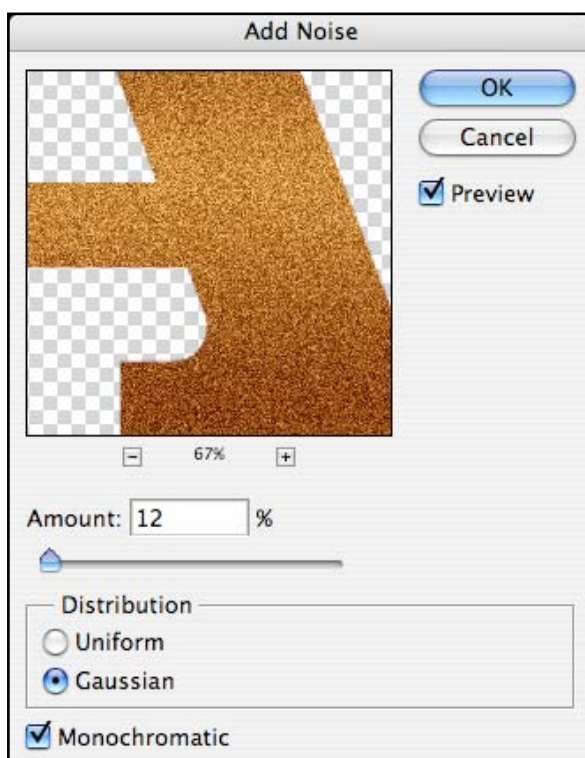 Add Noise
OK
Cancel
Preview
67%
Amount: 12 %
Distribution
Uniform
Gaussian
Monochromatic